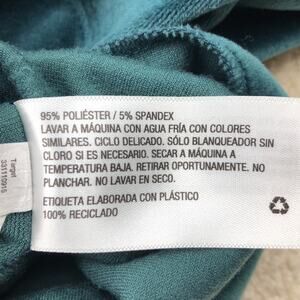 95% POLIÉSTER / 5% SPANDEX
LAVAR A MÁQUINA CON AGUA FRÍA CON COLORES
SIMILARES. CICLO DELICADO. SÓLO BLANQUEADOR SIN
CLORO SI ES NECESARIO. SECAR A MÁQUINA A
TEMPERATURA BAJA. RETIRAR OPORTUNAMENTE. NO
PLANCHAR. NO LAVAR EN SECO.
ETIQUETA ELABORADA CON PLÁSTICO
100% RECICLADO
Target